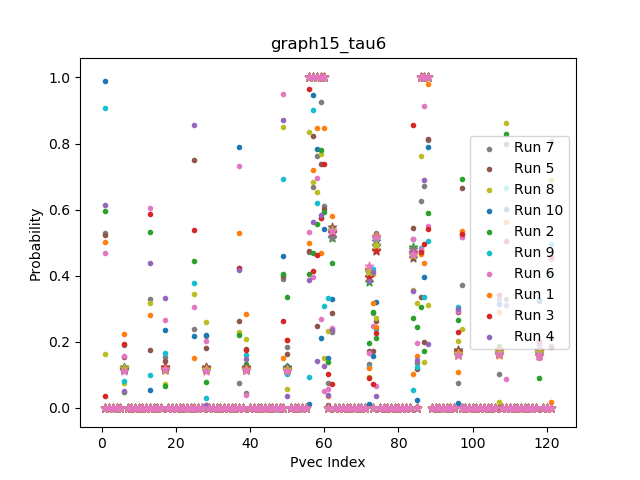 graph15_tau6
1.0
0.8
0.6
0.4
0.2
0.0
Probability
0
20
40
60
80
100
120
Pvec Index
Run 7
Run 5
Run 8
Run 10
Run 2
Run 9
Run 6
Run 1
Run 3
Run 4